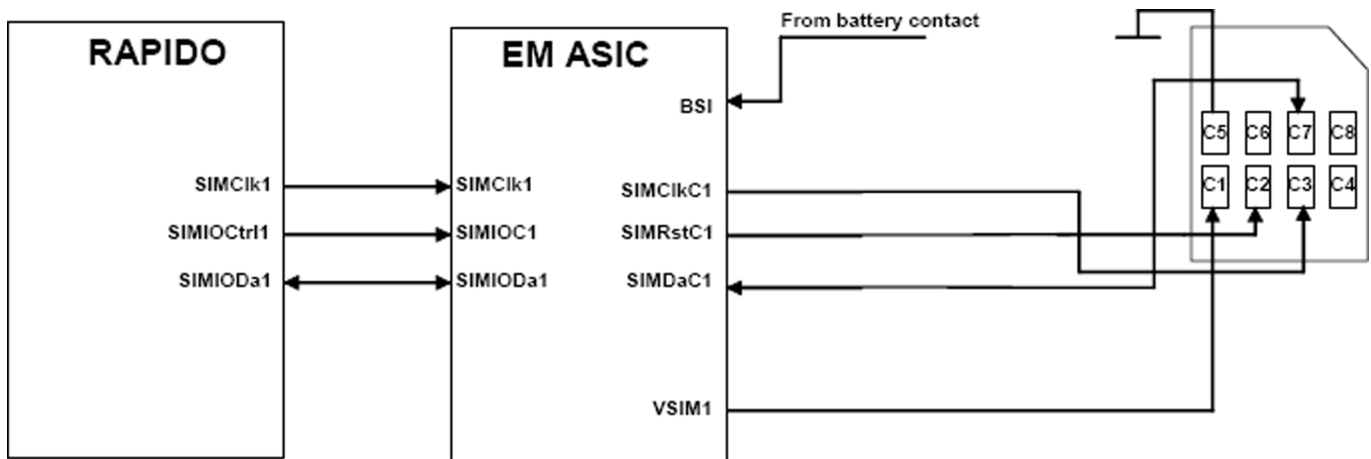 From battery contact
RAPIDO
EM ASIC
BSI
C5 C6 C7 C8
C1 C2 C3 C4
SIMClk1
SIMClk1
SIMClkC1
SIMIOCtrl1
SIMIOC1
SIMRstC1
SIMIODa1
SIMIODa1
SIMDaC1
VSIM1